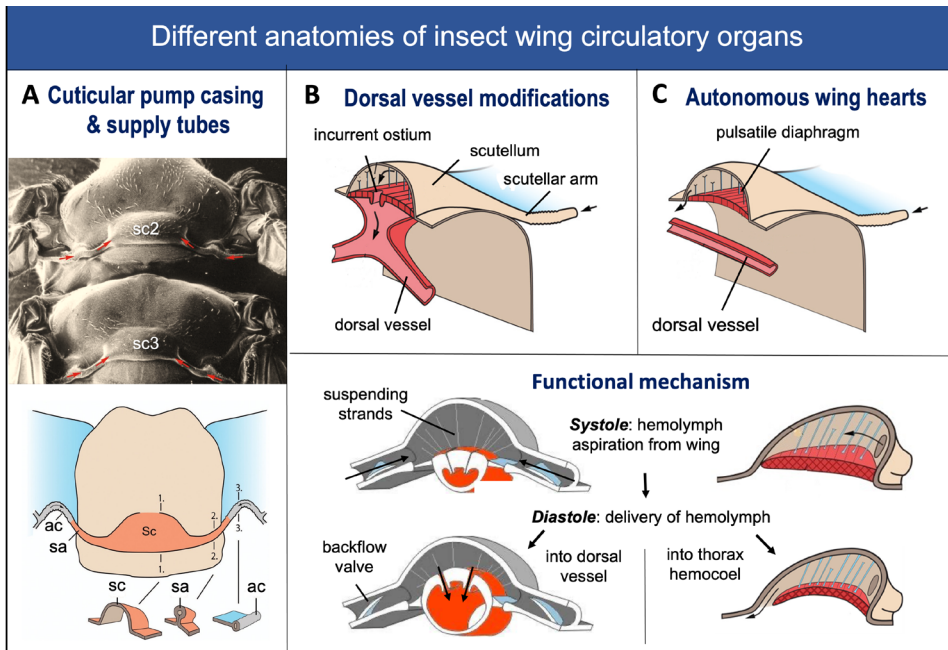 Different anatomies of insect wing circulatory organs
A Cuticular pump casing
& supply tubes
sc2
sc3
ac
sa
Sc
1.
1.
2.
2.
3.
3.
sc
sa
ac
B Dorsal vessel modifications
incurrent ostium
scutellum
scutellar arm
dorsal vessel
C Autonomous wing hearts
pulsatile diaphragm
dorsal vessel
Functional mechanism
suspending
strands
Systole: hemolymph
aspiration from wing
Diastole: delivery of hemolymph
backflow
valve
into dorsal
vessel
into thorax
hemocoel